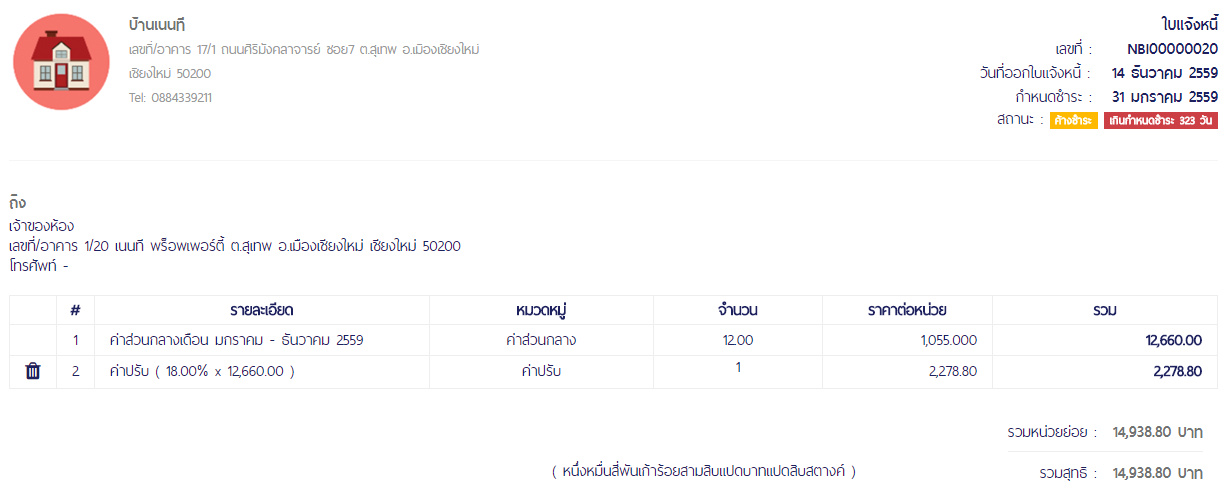 บ้านเนนที
เลขที่/อาคาร 17/1 ถนนศิริมังคลาจารย์ ซอย7 ต.สุเทพ อ.เมืองเชียงใหม่
เชียงใหม่ 50200
Tel: 0884339211
ใบแจ้งหนี้
เลขที่ : NBI00000020
วันที่ออกใบแจ้งหนี้ : 14 ธันวาคม 2559
กำหนดชำระ : 31 มกราคม 2559
สถานะ : ค้างชำระ เกินกำหนดชำระ 323 วัน
ถึง
เจ้าของห้อง
เลขที่/อาคาร 1/20 เนนที พร็อพเพอร์ตี้ ต.สุเทพ อ.เมืองเชียงใหม่ เชียงใหม่ 50200
โทรศัพท์ -
# รายละเอียด หมวดหมู่ จำนวน ราคาต่อหน่วย รวม
1 ค่าส่วนกลางเดือน มกราคม - ธันวาคม 2559 ค่าส่วนกลาง 12.00 1,055.000 12,660.00
2 ค่าปรับ ( 18.00% x 12,660.00 ) ค่าปรับ 1 2,278.80 2,278.80
รวมหน่วยย่อย : 14,938.80 บาท
( หนึ่งหมื่นสี่พันเก้าร้อยสามสิบแปดบาทแปดสิบสตางค์ ) รวมสุทธิ : 14,938.80 บาท